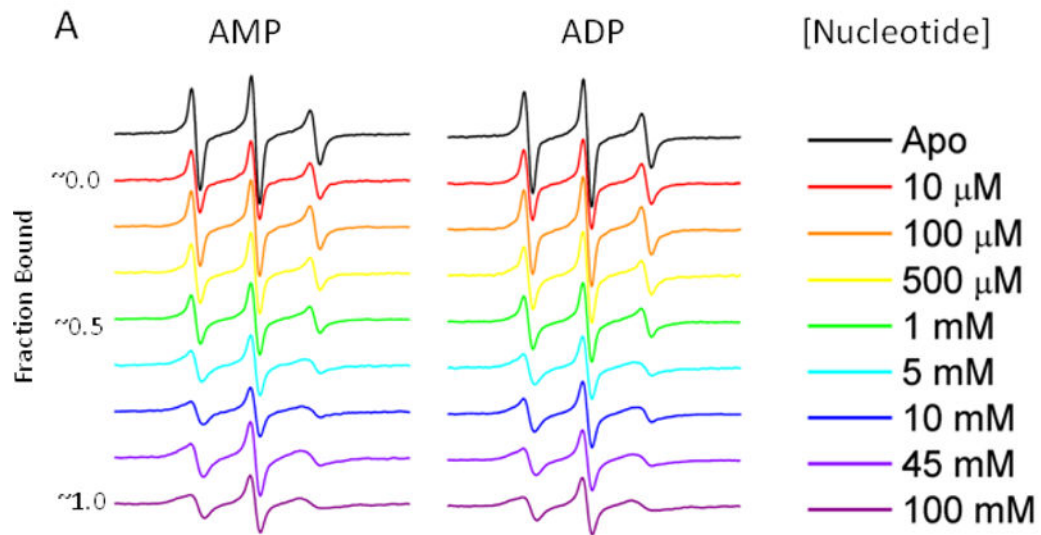 A
AMP
ADP
[Nucleotide]
Apo
~0.0
10 μM
100 μM
500 μM
Fraction Bound
~0.5
1 mM
5 mM
10 mM
45 mM
~1.0
100 mM